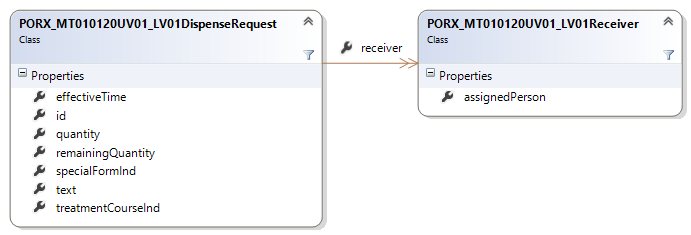 PORX_MT010120UV01_LV01DispenseRequest
Class
Properties
effectiveTime
id
quantity
remainingQuantity
specialFormInd
text
treatmentCourseInd
receiver
PORX_MT010120UV01_LV01Receiver
Class
Properties
assignedPerson